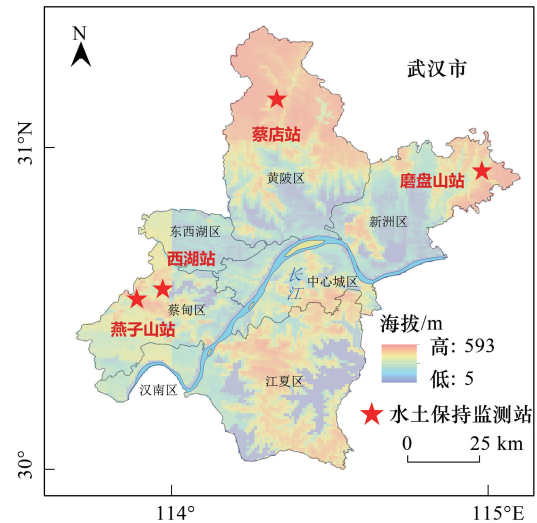 N
武汉市
31°N
蔡店站
黄陂区
磨盘山站
新洲区
东西湖区
西湖站
长江
中心城区
蔡甸区
燕子山站
海拔/m
高: 593
低: 5
江夏区
汉南区
水土保持监测站
0 25 km
30°
114°
115°E